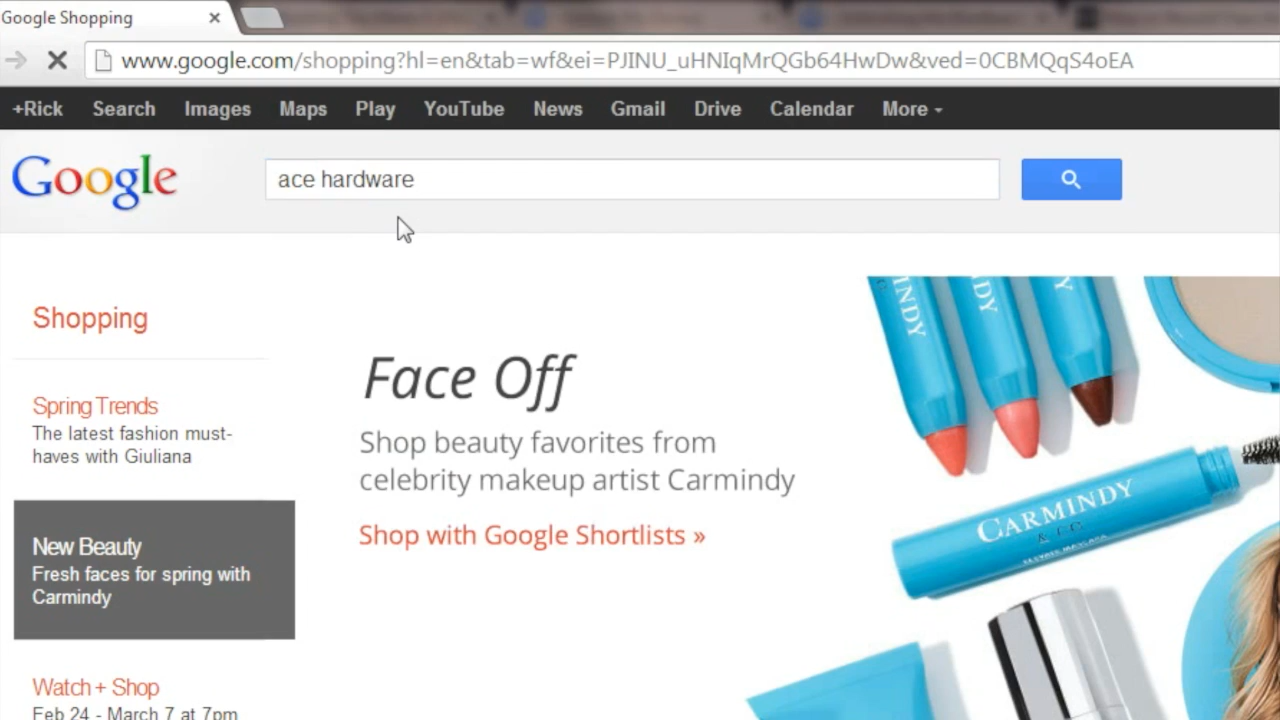 Google Shopping
www.google.com/shopping?hl=en&tab=wf&ei=PJINU_uHNIqMrQGb64HwDw&ved=0CBMQqS4oEA
+Rick Search Images Maps Play YouTube News Gmail Drive Calendar More
Google
ace hardware
Shopping
Spring Trends
The latest fashion must-
haves with Giuliana
New Beauty
Fresh faces for spring with
Carmindy
Watch + Shop
Feb 24 - March 7 at 7pm
Face Off
Shop beauty favorites from
celebrity makeup artist Carmindy
Shop with Google Shortlists »
CARMINDY
& CO.